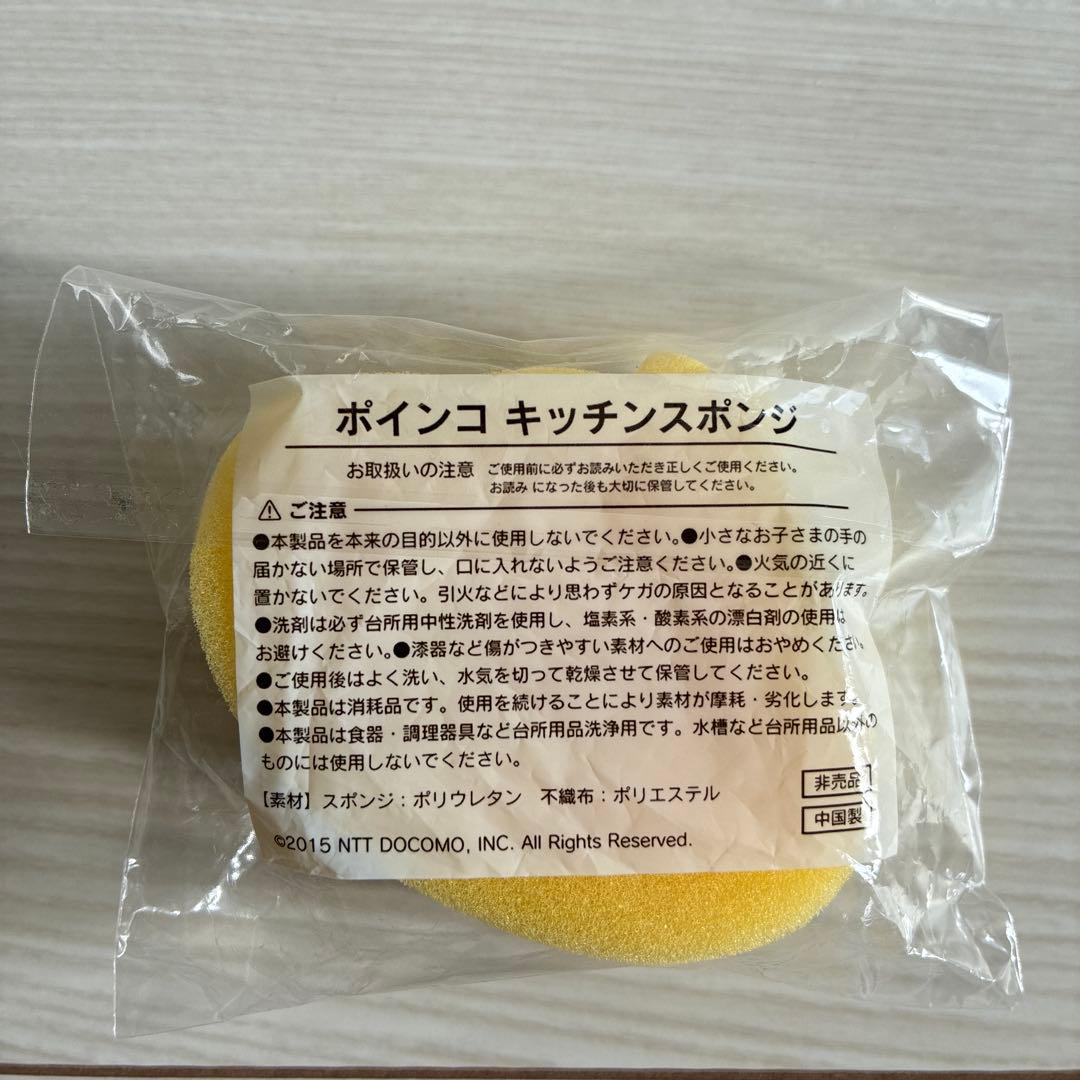 ポインコ キッチンスポンジ
お取扱いの注意 ご使用前に必ずお読みいただき正しくご使用ください。
お読み になった後も大切に保管してください。
⚠ ご注意
●本製品を本来の目的以外に使用しないでください。●小さなお子さまの手の
届かない場所で保管し、口に入れないようご注意ください。●火気の近くに
置かないでください。引火などにより思わずケガの原因となることがあります。
●洗剤は必ず台所用中性洗剤を使用し、塩素系・酸素系の漂白剤の使用は
お避けください。●漆器など傷がつきやすい素材へのご使用はおやめください。
●ご使用後はよく洗い、水気を切って乾燥させて保管してください。
●本製品は消耗品です。使用を続けることにより素材が摩耗・劣化します。
●本製品は食器・調理器具など台所用品洗浄用です。水槽など台所用品以外の
ものには使用しないでください。
【素材】スポンジ：ポリウレタン 不織布：ポリエステル
非売品
中国製
©2015 NTT DOCOMO, INC. All Rights Reserved.